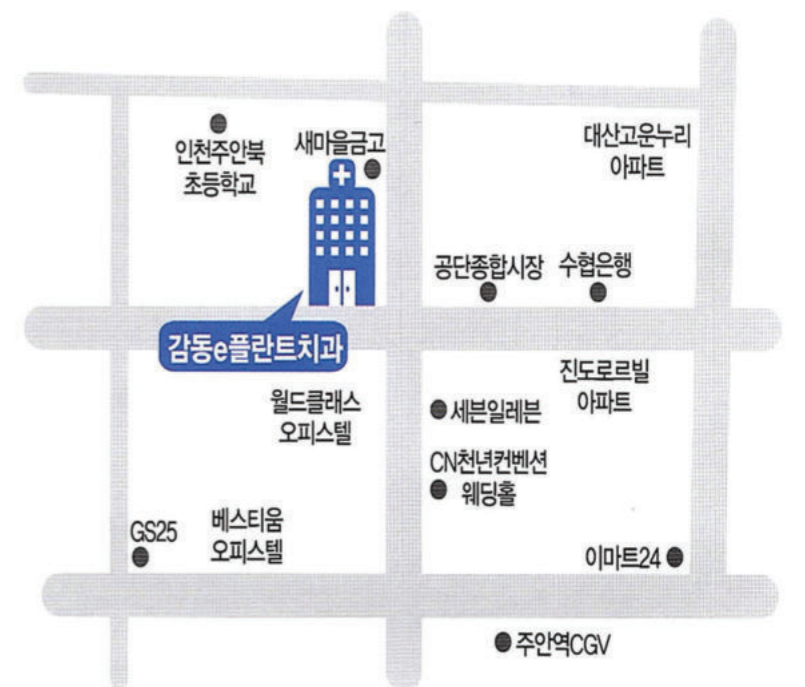 인천주안북
초등학교
새마을금고
대산고운누리
아파트
공단종합시장
수협은행
감동e플란트치과
월드클래스
오피스텔
진도로르빌
아파트
세븐일레븐
CN천년컨벤션
웨딩홀
GS25
베스티움
오피스텔
이마트24
주안역CGV